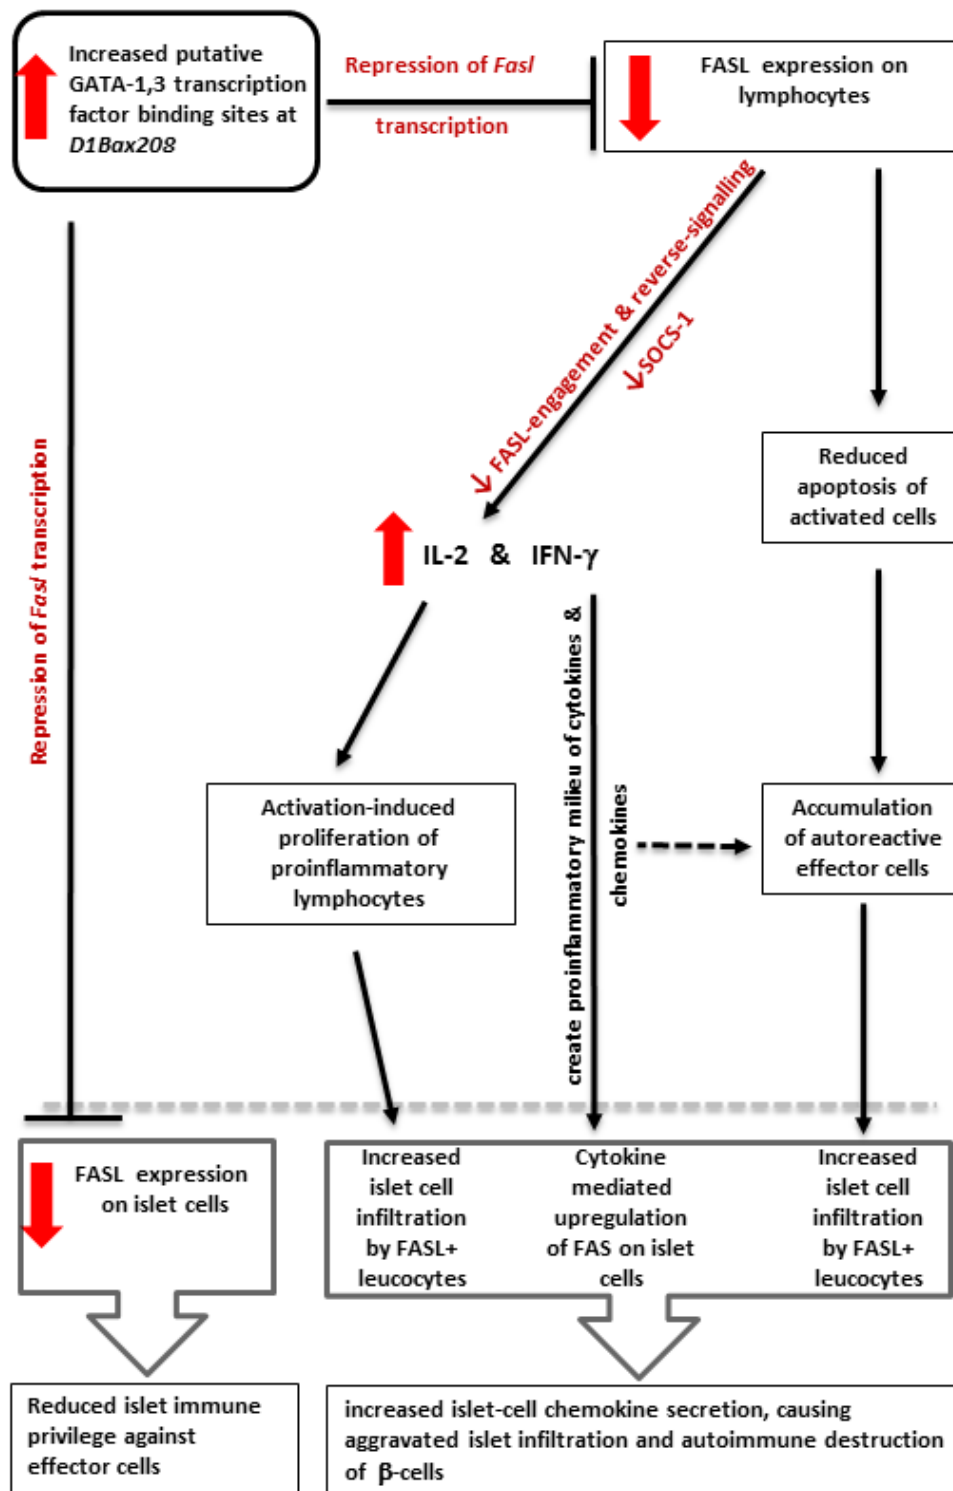 Increased putative
GATA-1,3 transcription
factor binding sites at
D1Bax208
Repression of Fasl
transcription
FASL expression on
lymphocytes
FASL-engagement & reverse-signalling
SOCS-1
Reduced
apoptosis of
activated cells
IL-2 & IFN-γ
Repression of Fasl transcription
create proinflammatory milieu of cytokines &
chemokines
Activation-induced
proliferation of
proinflammatory
lymphocytes
Accumulation
of autoreactive
effector cells
FASL expression
on islet cells
Increased
islet cell
infiltration
by FASL+
leucocytes
Cytokine
mediated
upregulation
of FAS on islet
cells
Increased
islet cell
infiltration
by FASL+
leucocytes
Reduced islet immune
privilege against
effector cells
increased islet-cell chemokine secretion, causing
aggravated islet infiltration and autoimmune destruction
of β-cells